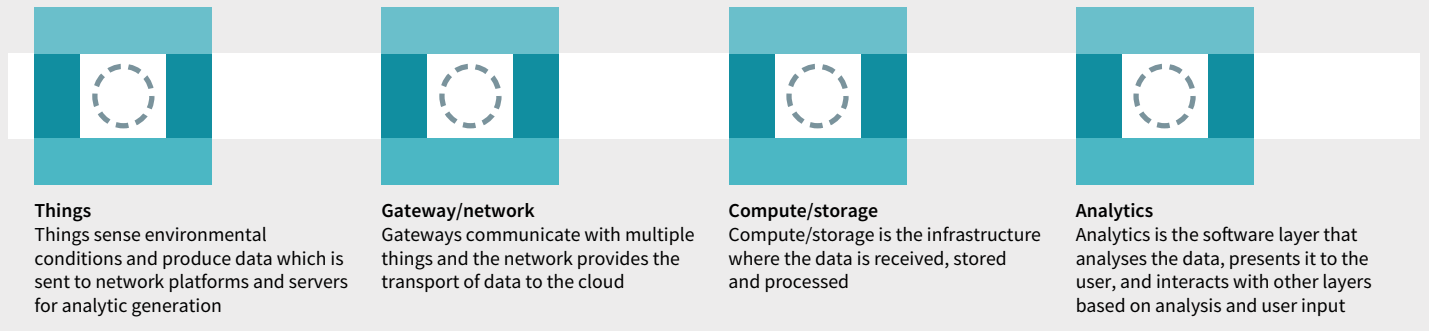 Things
Things sense environmental
conditions and produce data which is
sent to network platforms and servers
for analytic generation
Gateway/network
Gateways communicate with multiple
things and the network provides the
transport of data to the cloud
Compute/storage
Compute/storage is the infrastructure
where the data is received, stored
and processed
Analytics
Analytics is the software layer that
analyses the data, presents it to the
user, and interacts with other layers
based on analysis and user input